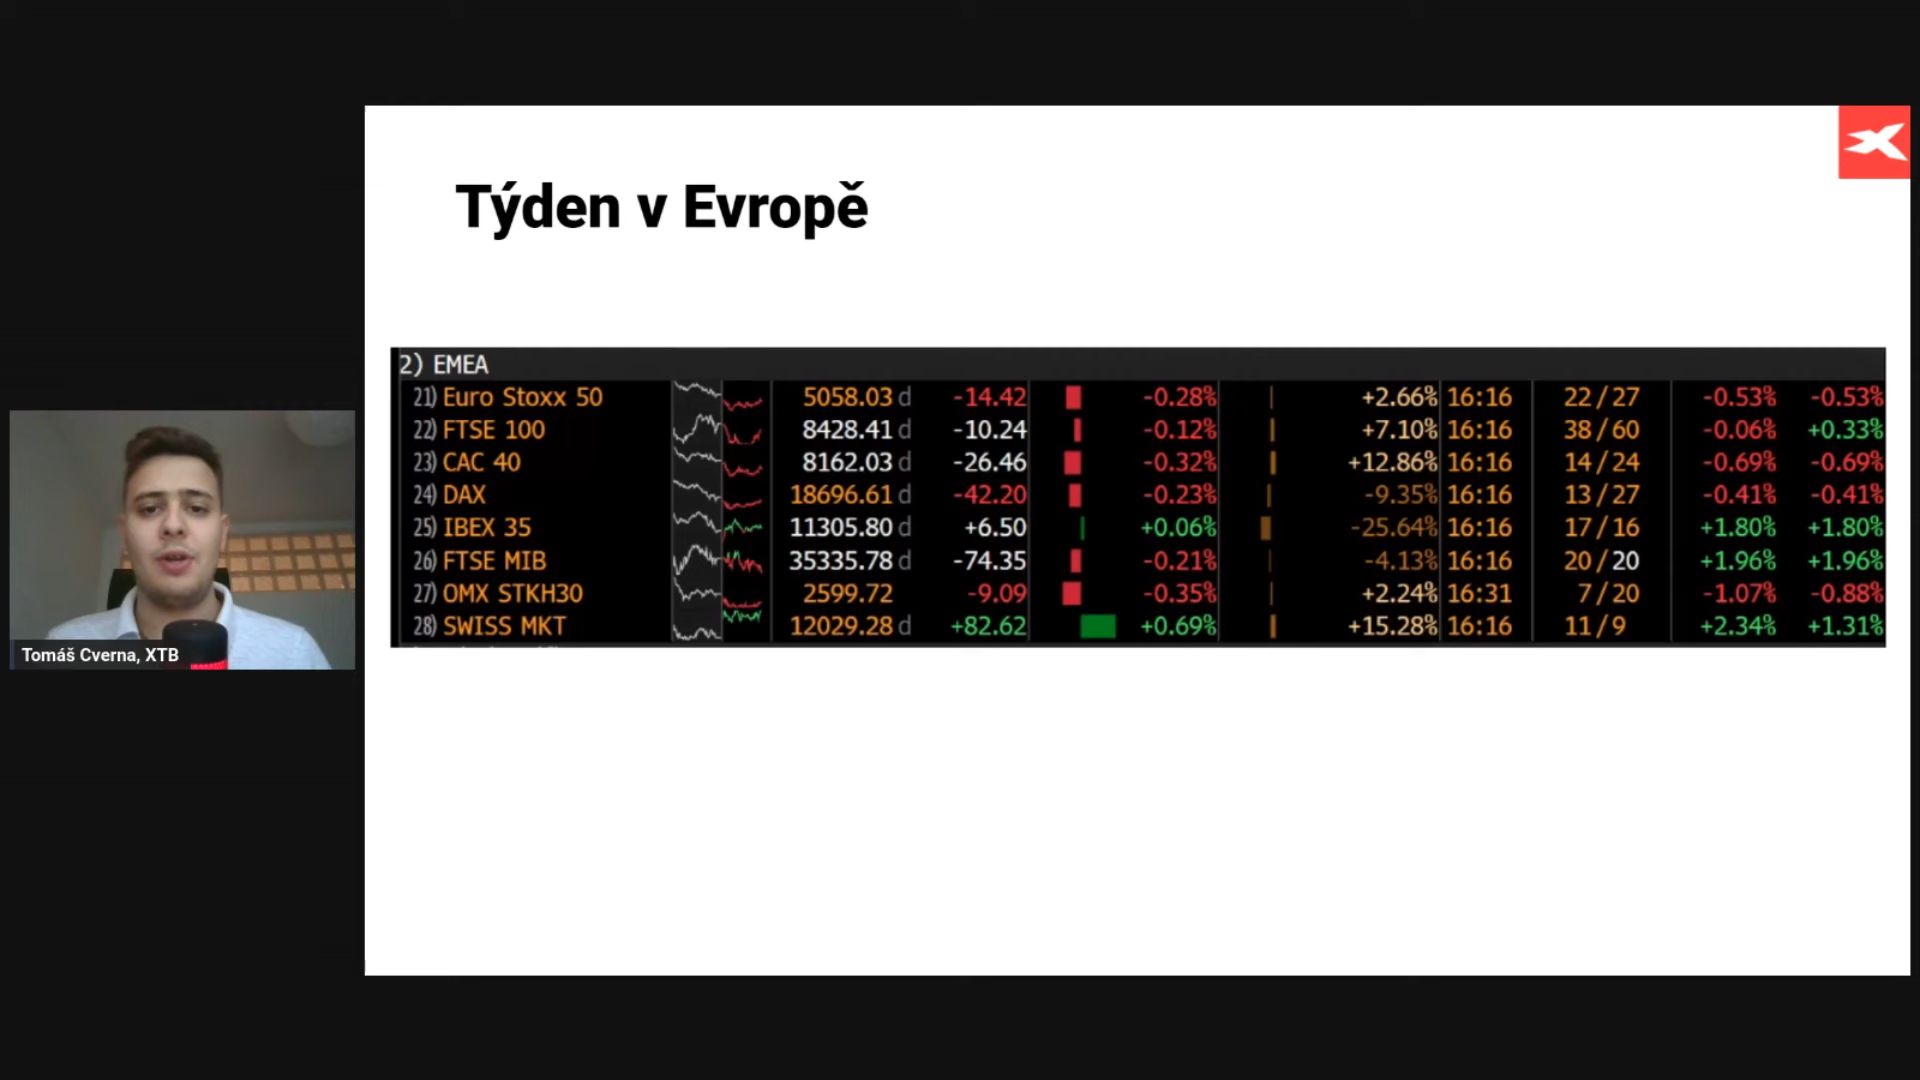 Týden v Evropě
2) EMEA
21) Euro Stoxx 50 5058.03 d -14.42 -0.28% +2.66% 16:16 22 / 27 -0.53% -0.53%
22) FTSE 100 8428.41 d -10.24 -0.12% +7.10% 16:16 38 / 60 -0.06% +0.33%
23) CAC 40 8162.03 d -26.46 -0.32% +12.86% 16:16 14 / 24 -0.69% -0.69%
24) DAX 18696.61 d -42.20 -0.23% -9.35% 16:16 13 / 27 -0.41% -0.41%
25) IBEX 35 11305.80 d +6.50 +0.06% -25.64% 16:16 17 / 16 +1.80% +1.80%
26) FTSE MIB 35335.78 d -74.35 -0.21% -4.13% 16:16 20 / 20 +1.96% +1.96%
27) OMX STKH30 2599.72 -9.09 -0.35% +2.24% 16:31 7 / 20 -1.07% -0.88%
28) SWISS MKT 12029.28 d +82.62 +0.69% +15.28% 16:16 11 / 9 +2.34% +1.31%
Tomáš Cverna, XTB